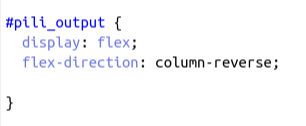 #pili_output {
display: flex;
flex-direction: column-reverse;
}